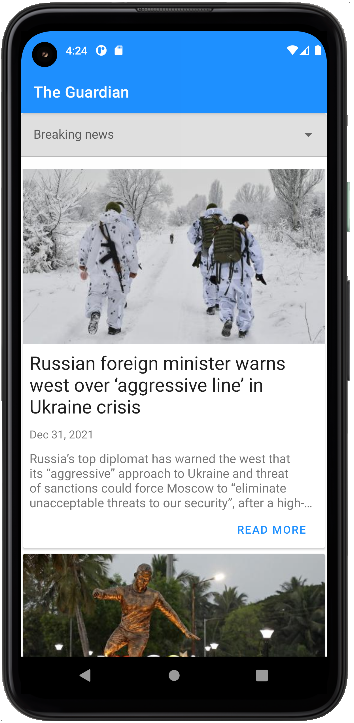 4:24
The Guardian
Breaking news
Russian foreign minister warns
west over ‘aggressive line’ in
Ukraine crisis
Dec 31, 2021
Russia’s top diplomat has warned the west that
its “aggressive” approach to Ukraine and threat
of sanctions could force Moscow to “eliminate
unacceptable threats to our security”, after a high-…
READ MORE